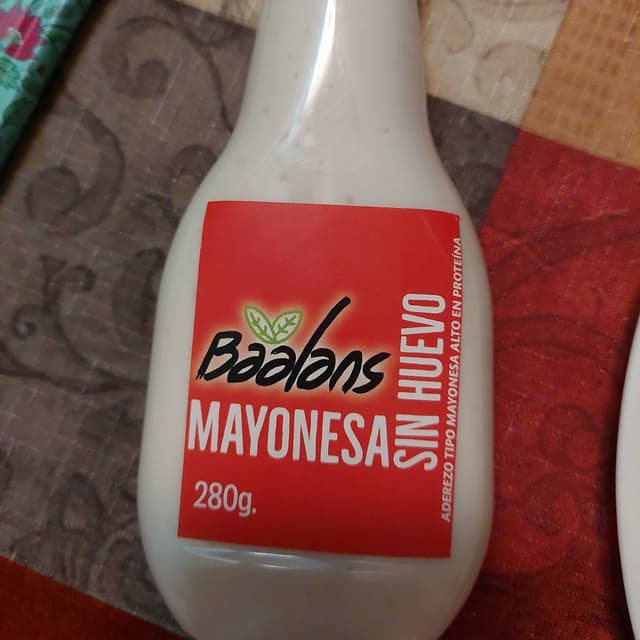 Baalans
MAYONESA
SIN HUEVO
ADEREZO TIPO MAYONESA ALTO EN PROTEÍNA
280g.